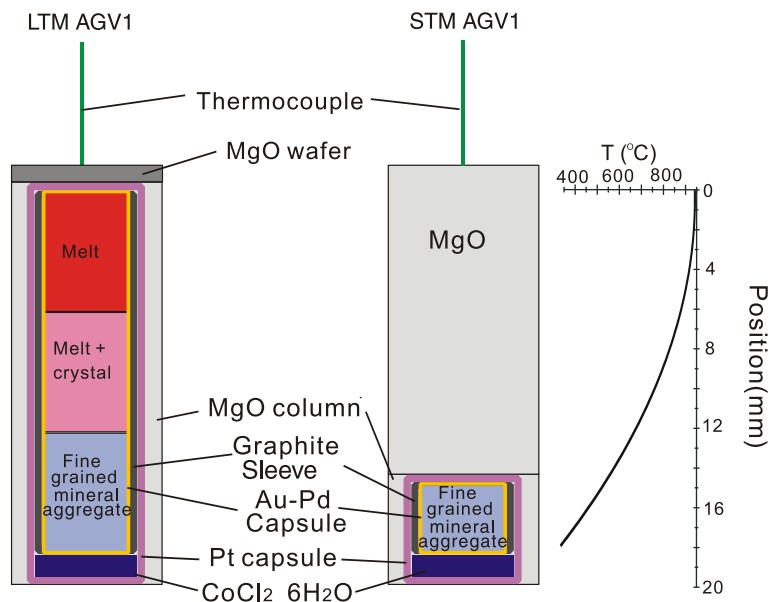 LTM AGV1
STM AGV1
Thermocouple
MgO wafer
T (°C)
400 600 800
0
Melt
MgO
4
Melt +
crystal
8
Position(mm)
MgO column
12
Graphite
Sleeve
Fine
grained
mineral
aggregate
Au-Pd
Capsule
Fine
grained
mineral
aggregate
16
Pt capsule
CoCl2 6H2O
20